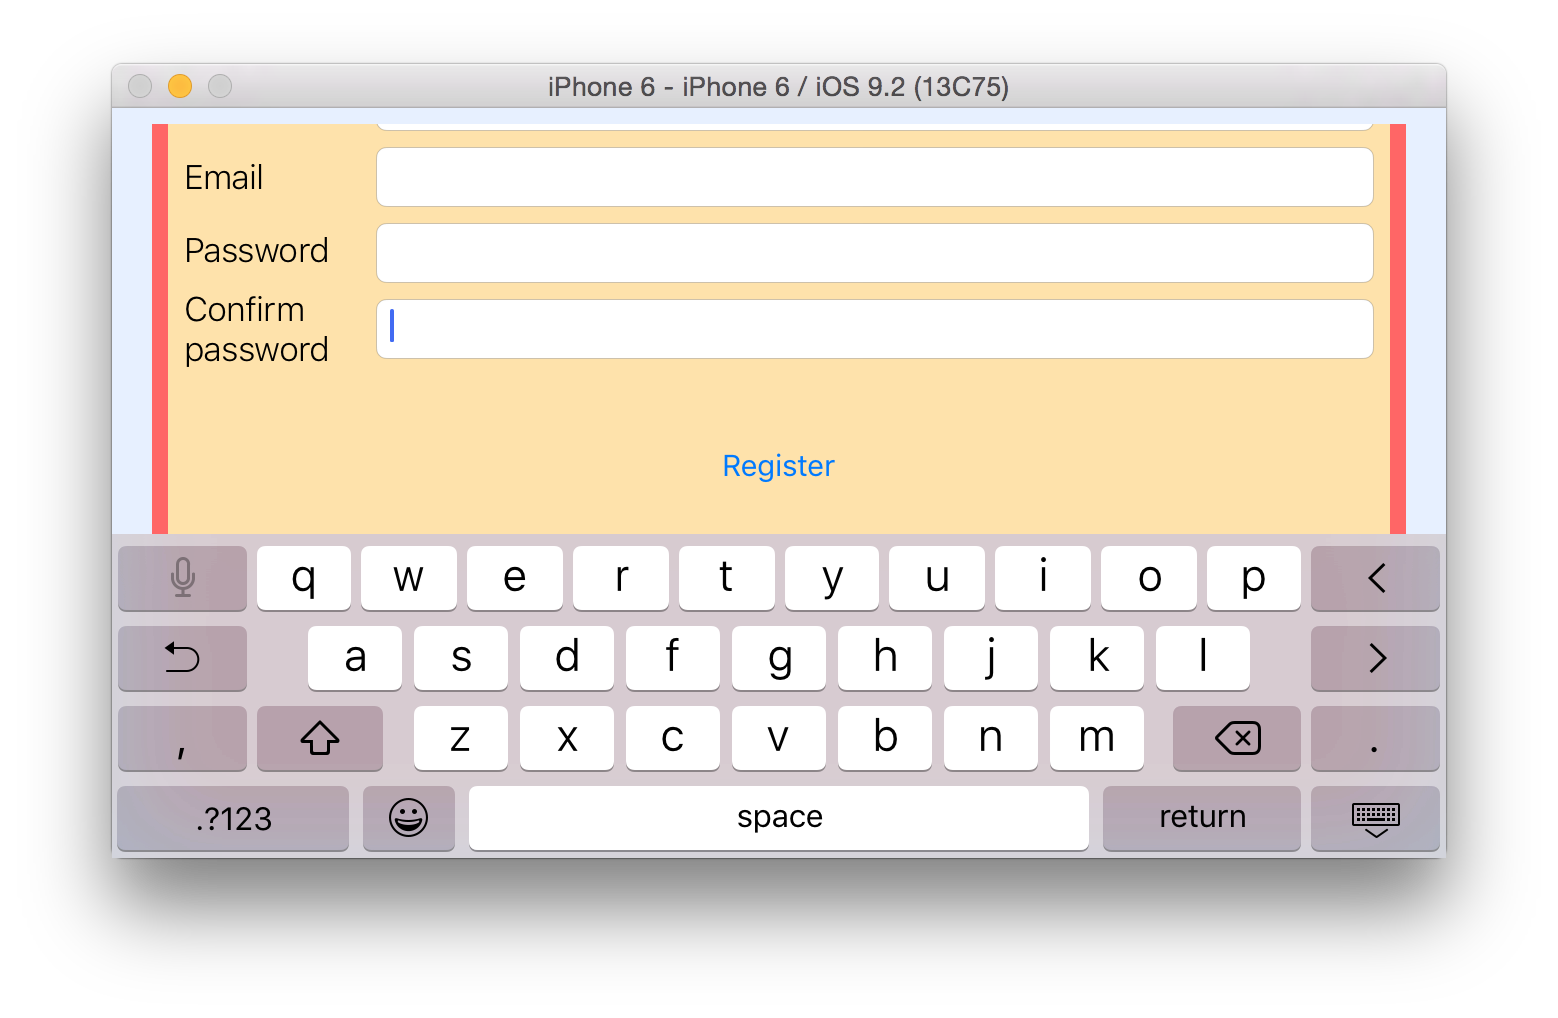 iPhone 6 - iPhone 6 / iOS 9.2 (13C75)
Email
Password
Confirm
password
Register
q w e r t y u i o p <
a s d f g h j k l >
, z x c v b n m .
.?123 space return